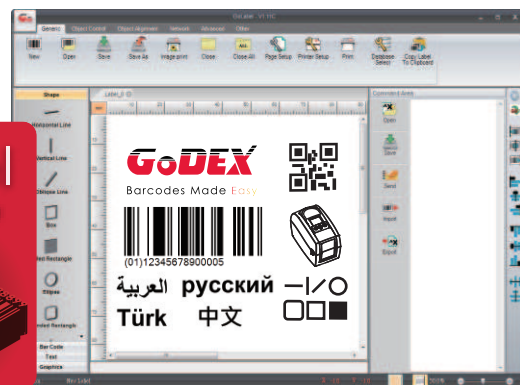 GoLabel - V1.11C
Generic Object Control Object Alignment Network Advanced Other
New Open Save Save As Image print Close Close All Page Setup Printer Setup Print Database Select Copy Label To Clipboard
Shape
Label_0
Command Area
Horizontal Line
Vertical Line
Oblique Line
Box
Ellipse
Bar Code
Text
Graphics
Open
Save
Send
Import
Export
GoDEX
Barcodes Made Easy
(01)12345678900005
العربية русский
Türk 中文